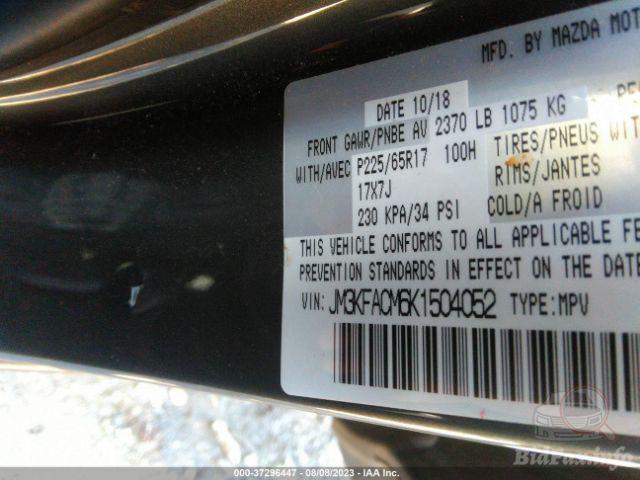 MFD. BY MAZDA MOT
DATE 10/18
FRONT GAWR/PNBE AV 2370 LB 1075 KG
WITH/AVEC P225/65R17 100H TIRES/PNEUS WIT
17X7J RIMS/JANTES
230 KPA/34 PSI COLD/A FROID
THIS VEHICLE CONFORMS TO ALL APPLICABLE FE
PREVENTION STANDARDS IN EFFECT ON THE DATE
VIN: JM3KFACM6K1504052 TYPE:MPV
BidFax.info
000-37296447 - 08/08/2023 - IAA Inc.